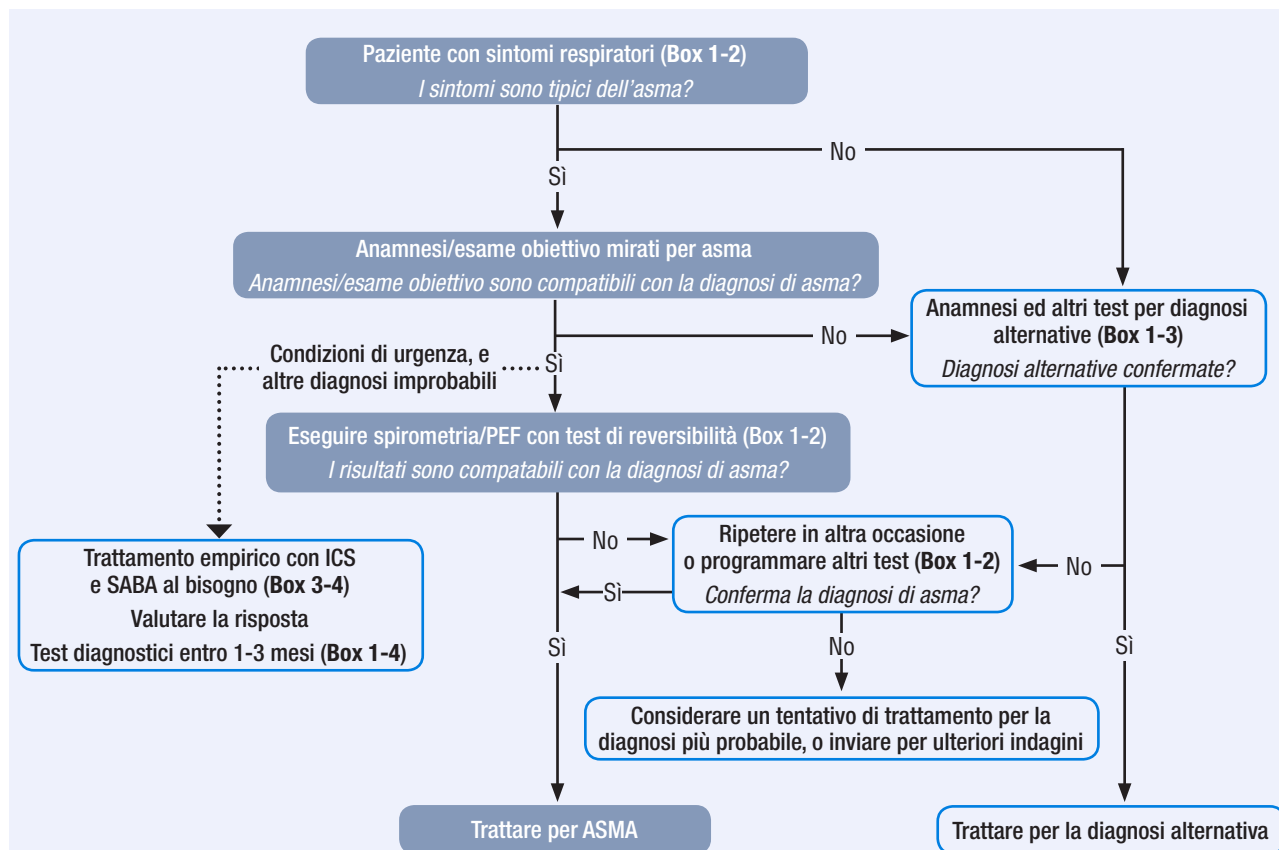 Paziente con sintomi respiratori (Box 1-2)
I sintomi sono tipici dell'asma?
No
Sì
Anamnesi/esame obiettivo mirati per asma
Anamnesi/esame obiettivo sono compatibili con la diagnosi di asma?
Anamnesi ed altri test per diagnosi
alternative (Box 1-3)
Diagnosi alternative confermate?
No
Condizioni di urgenza, e
altre diagnosi improbabili
Sì
Eseguire spirometria/PEF con test di reversibilità (Box 1-2)
I risultati sono compatabili con la diagnosi di asma?
Ripetere in altra occasione
o programmare altri test (Box 1-2)
Conferma la diagnosi di asma?
No
No
Sì
Trattamento empirico con ICS
e SABA al bisogno (Box 3-4)
Valutare la risposta
Test diagnostici entro 1-3 mesi (Box 1-4)
Sì
No
Sì
Considerare un tentativo di trattamento per la
diagnosi più probabile, o inviare per ulteriori indagini
Trattare per ASMA
Trattare per la diagnosi alternativa